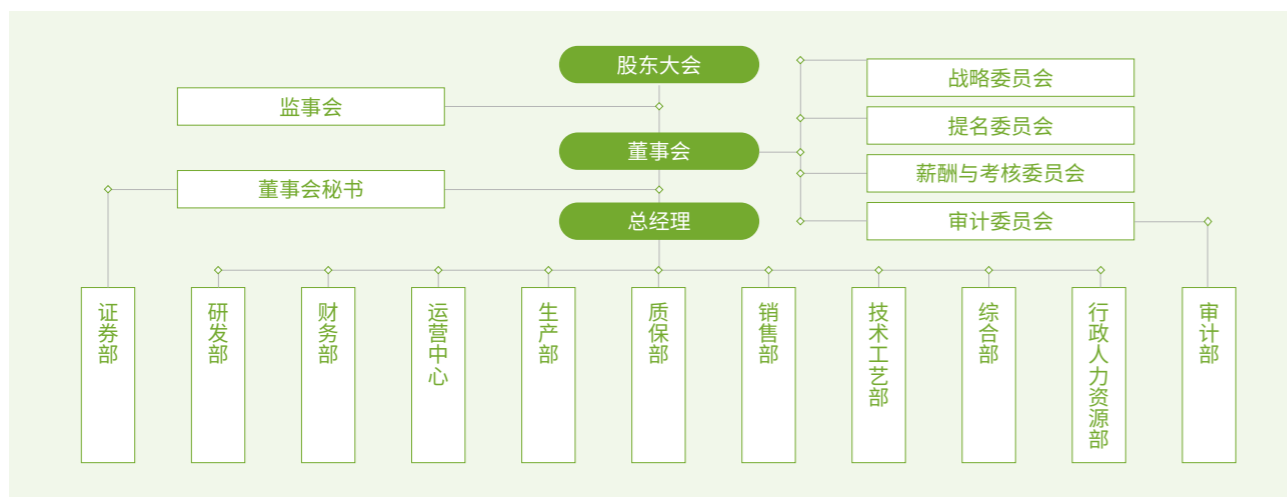 股东大会
战略委员会
监事会
提名委员会
董事会
薪酬与考核委员会
董事会秘书
总经理
审计委员会
证券部
研发部
财务部
运营中心
生产部
质保部
销售部
技术工艺部
综合部
行政人力资源部
审计部